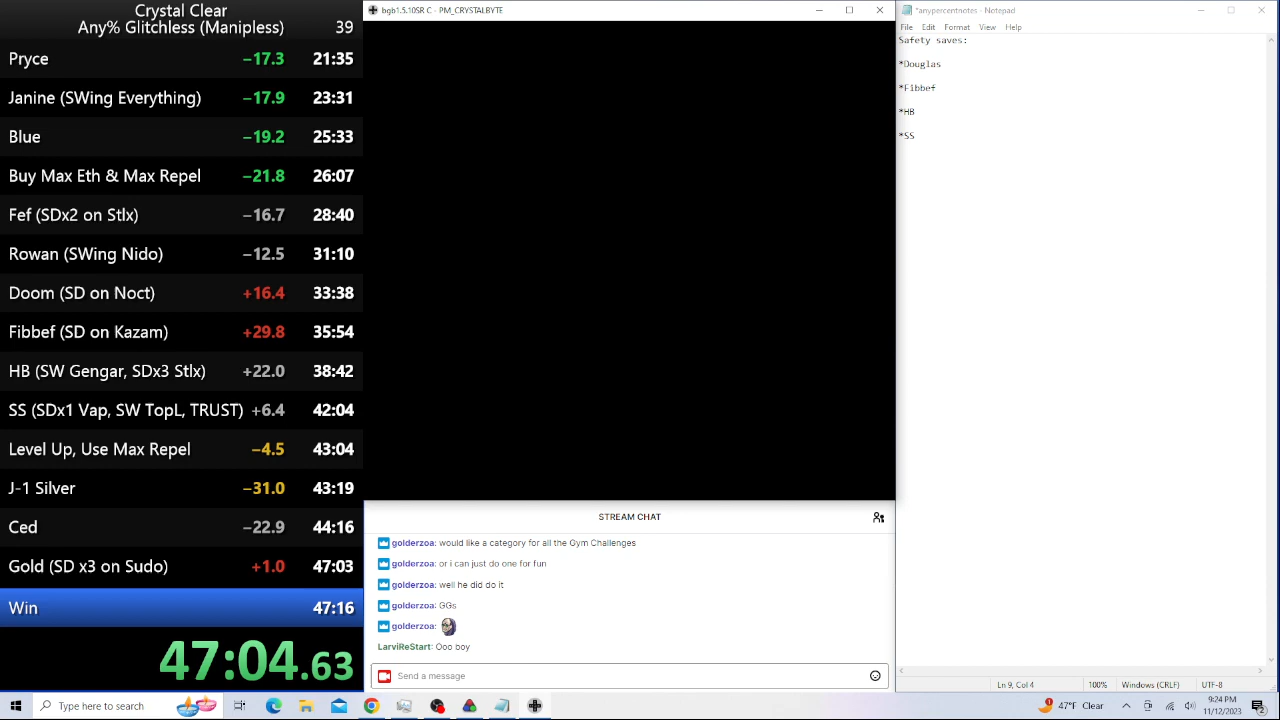 Crystal Clear
Any% Glitchless (Manipless) 39
Pryce −17.3 21:35
Janine (SWing Everything) −17.9 23:31
Blue −19.2 25:33
Buy Max Eth & Max Repel −21.8 26:07
Fef (SDx2 on Stlx) −16.7 28:40
Rowan (SWing Nido) −12.5 31:10
Doom (SD on Noct) +16.4 33:38
Fibbef (SD on Kazam) +29.8 35:54
HB (SW Gengar, SDx3 Stlx) +22.0 38:42
SS (SDx1 Vap, SW TopL, TRUST) +6.4 42:04
Level Up, Use Max Repel −4.5 43:04
J-1 Silver −31.0 43:19
Ced −22.9 44:16
Gold (SD x3 on Sudo) +1.0 47:03
Win 47:16
47:04.63
bgb1.5.10SR C - PM_CRYSTALBYTE
STREAM CHAT
golderzoa: would like a category for all the Gym Challenges
golderzoa: or i can just do one for fun
golderzoa: well he did do it
golderzoa: GGs
golderzoa:
LarviReStart: Ooo boy
Send a message
*anypercentnotes - Notepad
File Edit Format View Help
Safety saves:
*Douglas
*Fibbef
*HB
*SS
Ln 9, Col 4 100% Windows (CRLF) UTF-8
Type here to search
47°F Clear
9:24 PM
11/12/2023
2